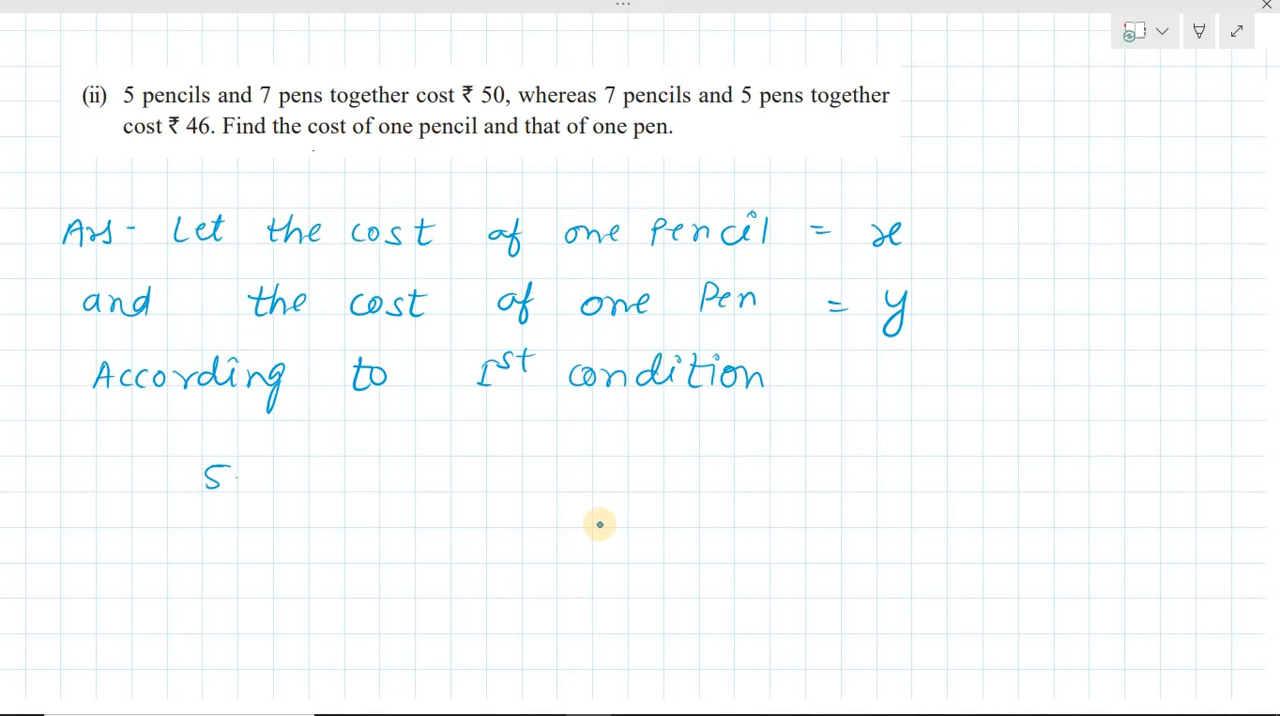 (ii) 5 pencils and 7 pens together cost ₹ 50, whereas 7 pencils and 5 pens together
cost ₹ 46. Find the cost of one pencil and that of one pen.
Ans - Let the cost of one Pencil = x
and the cost of one Pen = y
According to 1st condition
5